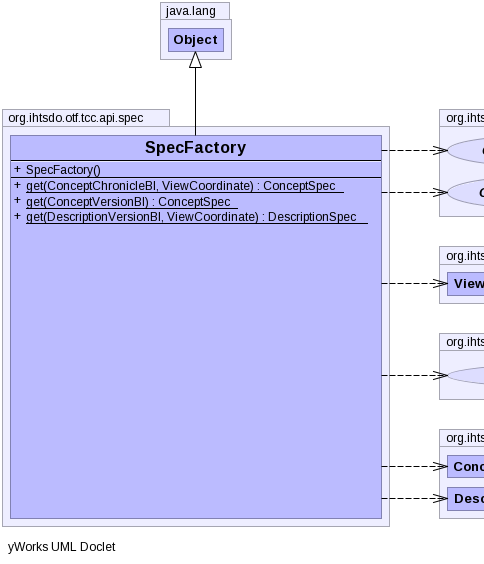 java.lang
Object
org.ihtsdo.otf.tcc.api.spec
SpecFactory
+ SpecFactory()
+ get(ConceptChronicleBI, ViewCoordinate) : ConceptSpec
+ get(ConceptVersionBI) : ConceptSpec
+ get(DescriptionVersionBI, ViewCoordinate) : DescriptionSpec
org.ihts
org.ihts
View
org.ihts
org.ihts
Conc
Desc
yWorks UML Doclet